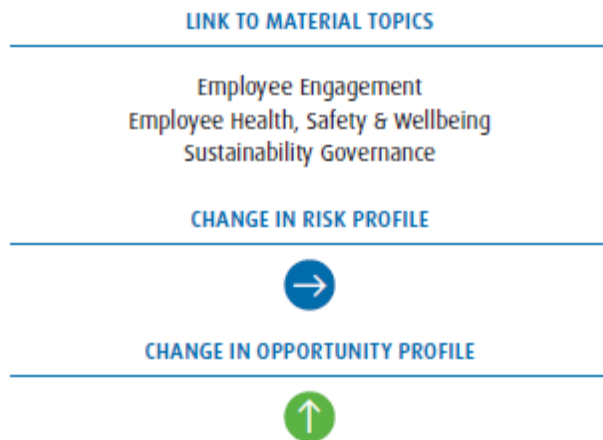 LINK TO MATERIAL TOPICS
Employee Engagement
Employee Health, Safety & Wellbeing
Sustainability Governance
CHANGE IN RISK PROFILE
→
CHANGE IN OPPORTUNITY PROFILE
↑